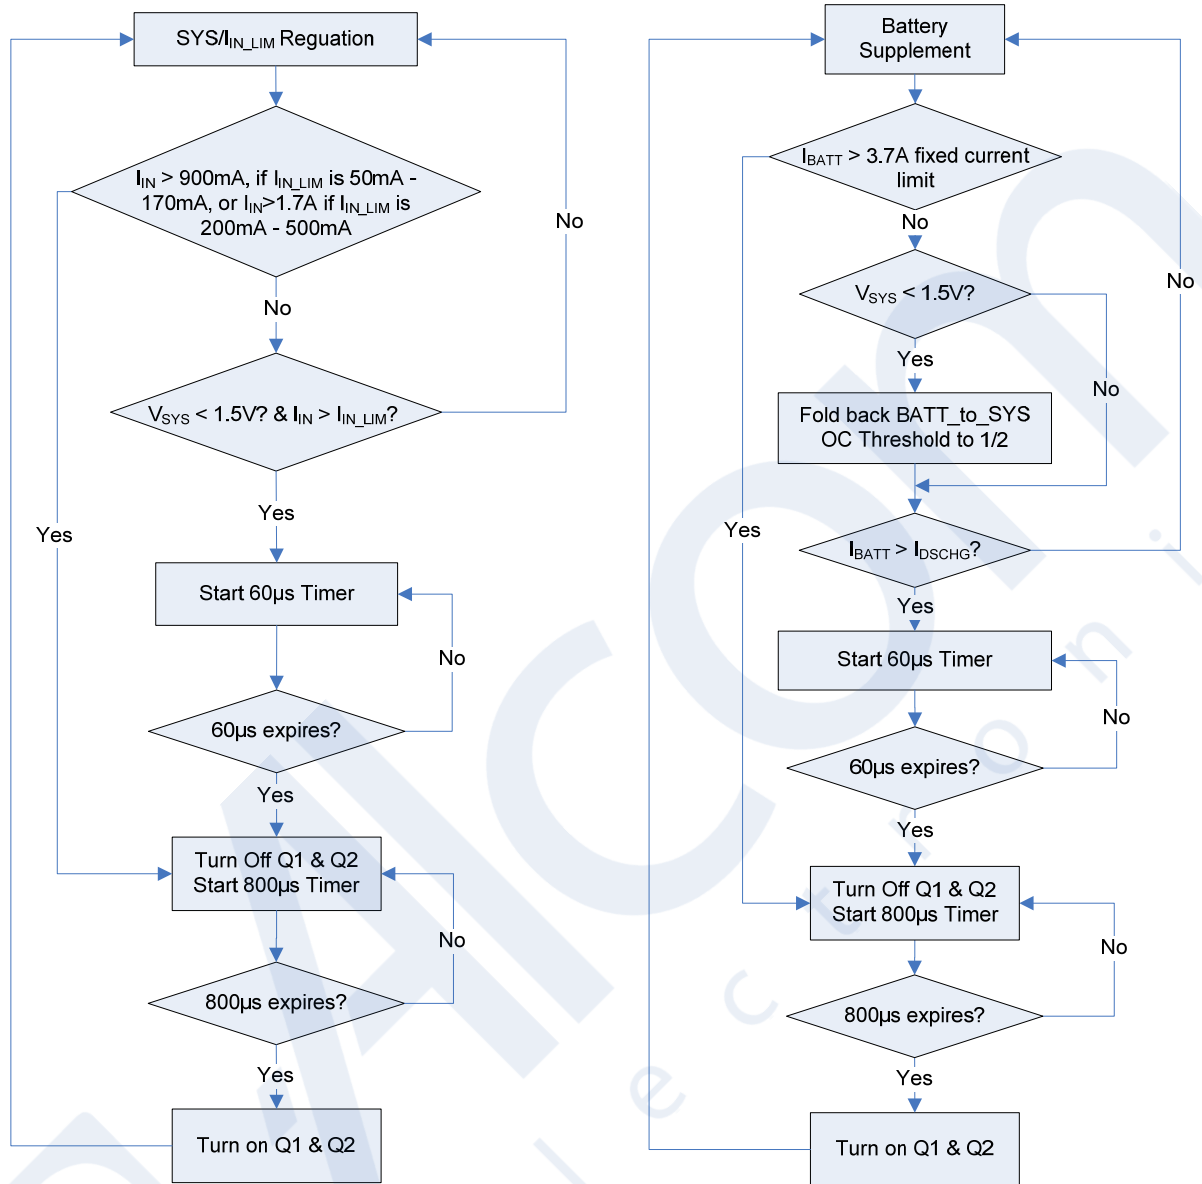 SYS/IIN_LIM Reguation
IIN > 900mA, if IIN_LIM is 50mA -
170mA, or IIN>1.7A if IIN_LIM is
200mA - 500mA
No
No
VSYS < 1.5V? & IIN > IIN_LIM?
Yes
Yes
Start 60µs Timer
No
60µs expires?
Yes
Turn Off Q1 & Q2
Start 800µs Timer
No
800µs expires?
Yes
Turn on Q1 & Q2
Battery
Supplement
IBATT > 3.7A fixed current
limit
No
No
VSYS < 1.5V?
Yes
No
Fold back BATT_to_SYS
OC Threshold to 1/2
Yes
IBATT > IDSCHG?
Yes
Start 60µs Timer
No
60µs expires?
Yes
Turn Off Q1 & Q2
Start 800µs Timer
No
800µs expires?
Yes
Turn on Q1 & Q2
Alcom
l e c t r o n i